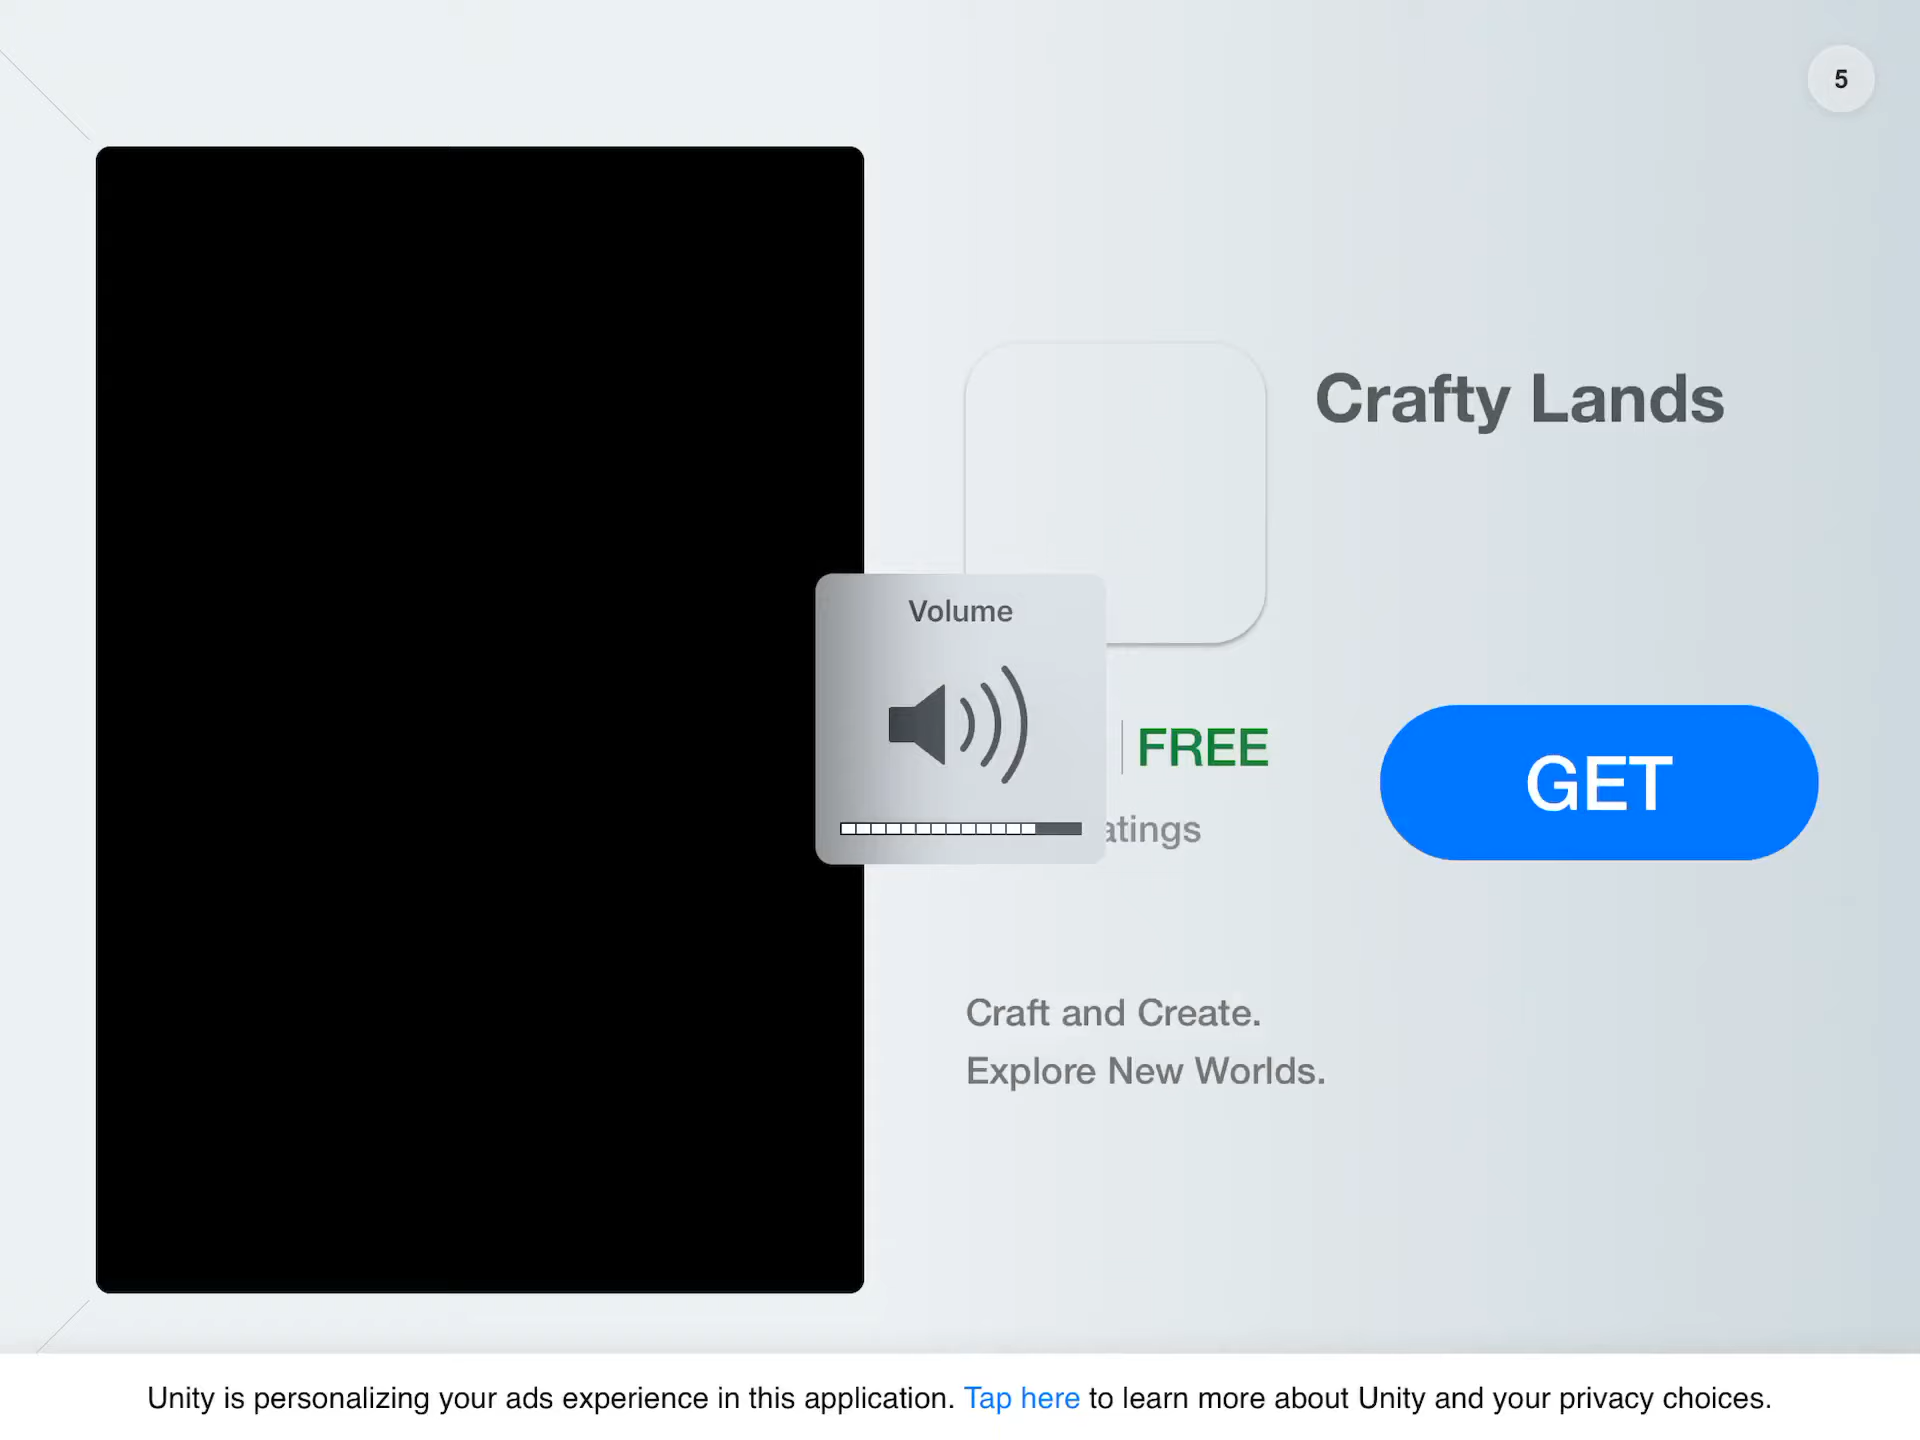 5
Crafty Lands
Volume
FREE
GET
Craft and Create.
Explore New Worlds.
Unity is personalizing your ads experience in this application. Tap here to learn more about Unity and your privacy choices.